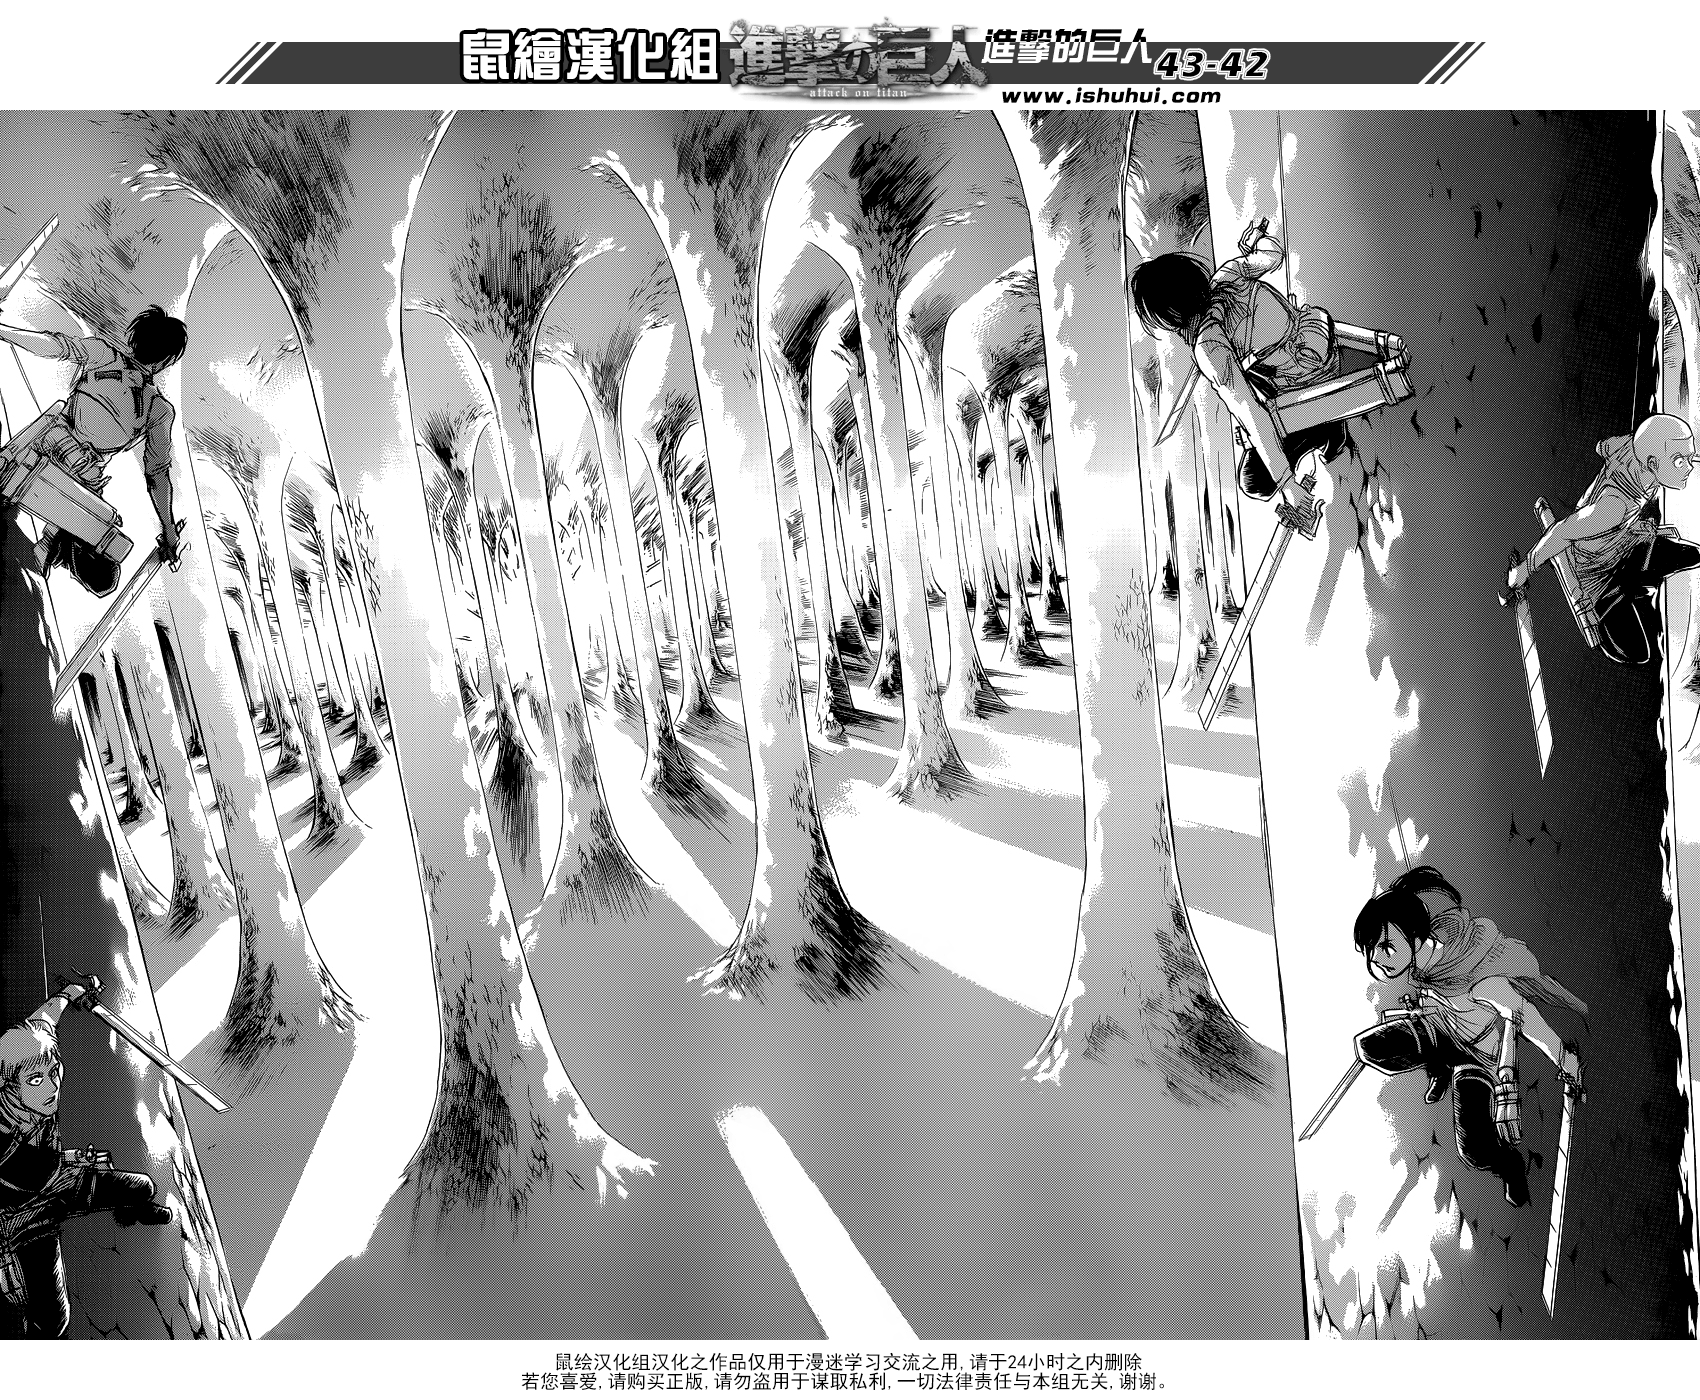 鼠繪漢化組 進撃の巨人 進擊的巨人 43-42
attack on titan
www.ishuhui.com
鼠绘汉化组汉化之作品仅用于漫迷学习交流之用,请于24小时之内删除
若您喜爱,请购买正版,请勿盗用于谋取私利,一切法律责任与本组无关,谢谢。